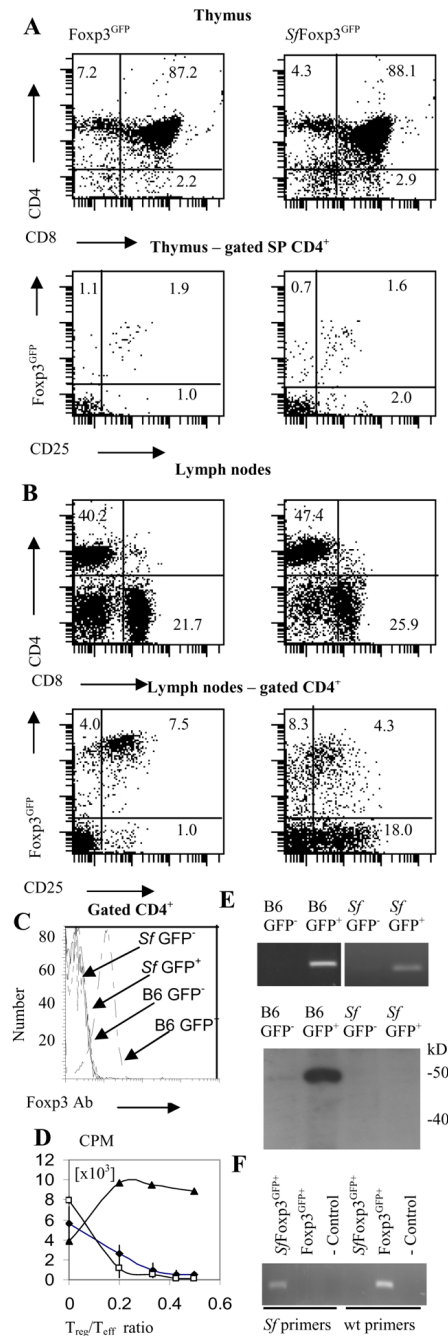 Thymus
A
Foxp3GFP
SfFoxp3GFP
7.2 87.2
2.2
4.3 88.1
2.9
CD4
CD8
Thymus – gated SP CD4+
1.1 1.9
1.0
0.7 1.6
2.0
Foxp3GFP
CD25
Lymph nodes
B
40.2
21.7
47.4
25.9
CD4
CD8
Lymph nodes – gated CD4+
4.0 7.5
1.0
8.3 4.3
18.0
Foxp3GFP
CD25
C
Gated CD4+
80
60
40
20
Number
Sf GFP-
Sf GFP+
B6 GFP-
B6 GFP+
Foxp3 Ab
D
CPM
[x10³]
12
10
8
6
4
2
0
0 0.2 0.4 0.6
Treg/Teff ratio
E
B6 B6 Sf Sf
GFP- GFP+ GFP- GFP+
B6 B6 Sf Sf
GFP- GFP+ GFP- GFP+
kD
-50
-40
F
SfFoxp3GFP+
Foxp3GFP+
- Control
SfFoxp3GFP+
Foxp3GFP+
- Control
Sf primers wt primers